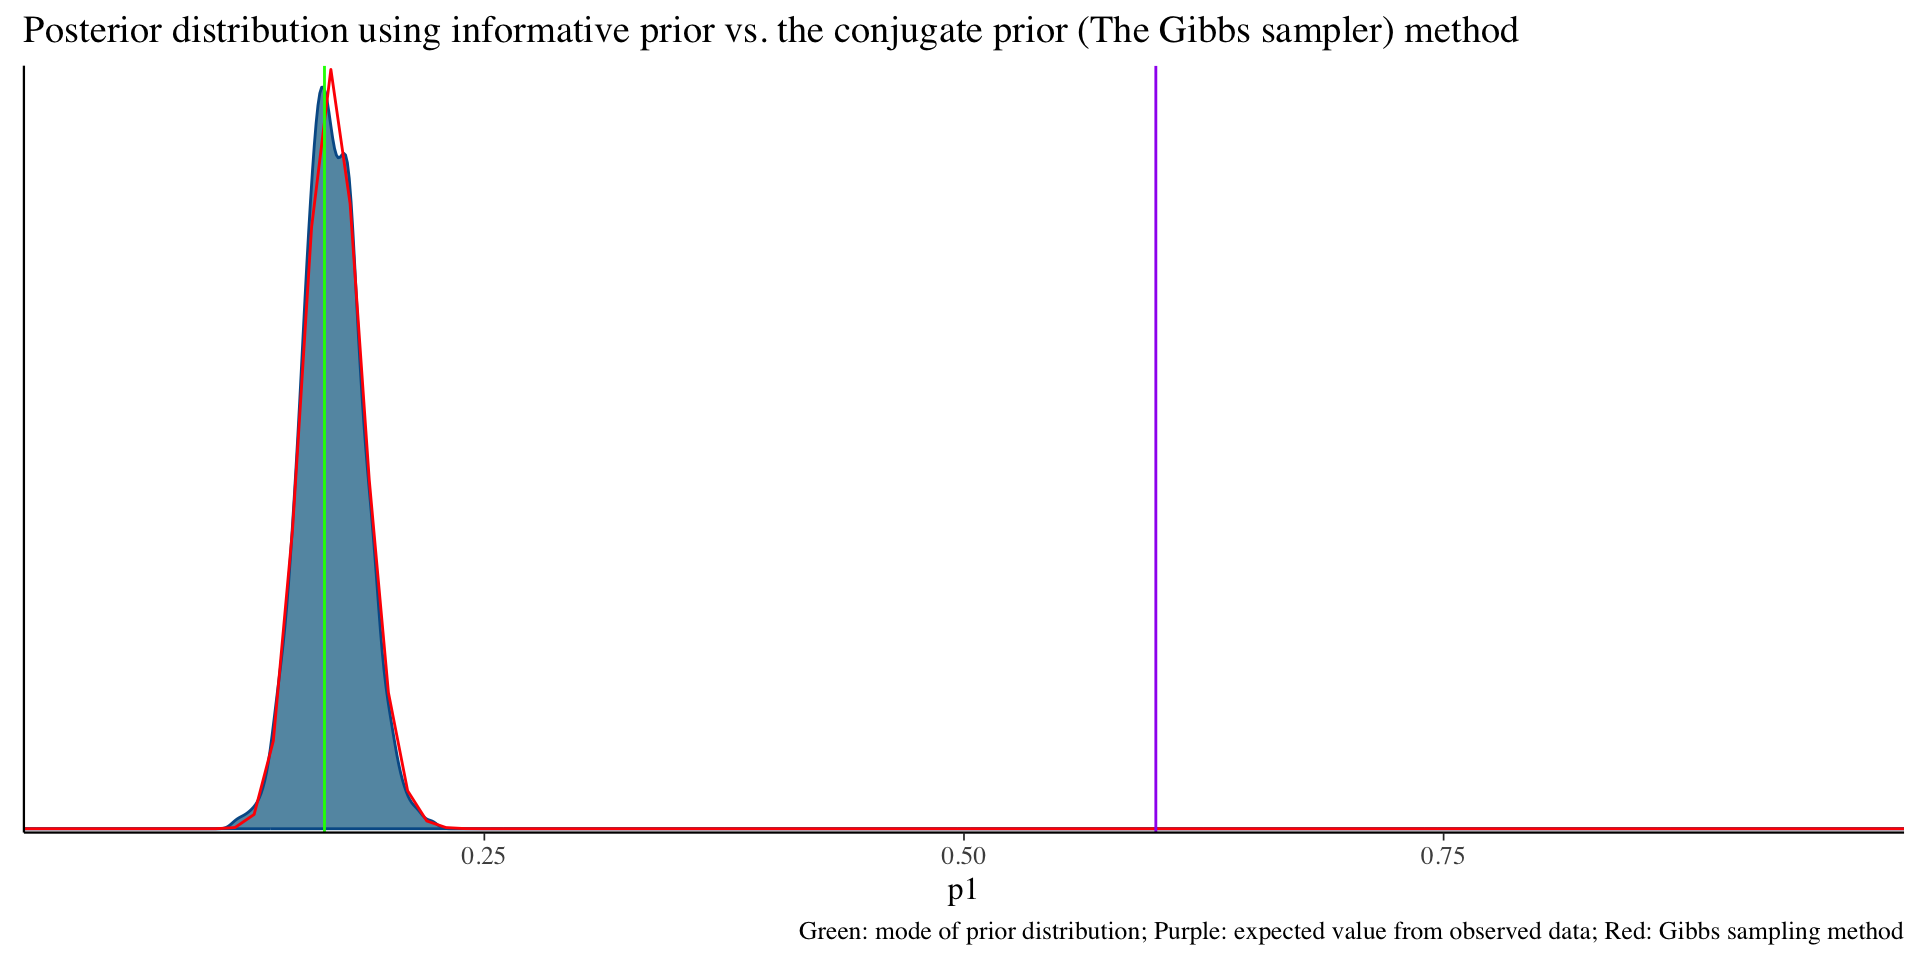 Posterior distribution using informative prior vs. the conjugate prior (The Gibbs sampler) method
0.25 0.50 0.75
p1
Green: mode of prior distribution; Purple: expected value from observed data; Red: Gibbs sampling method